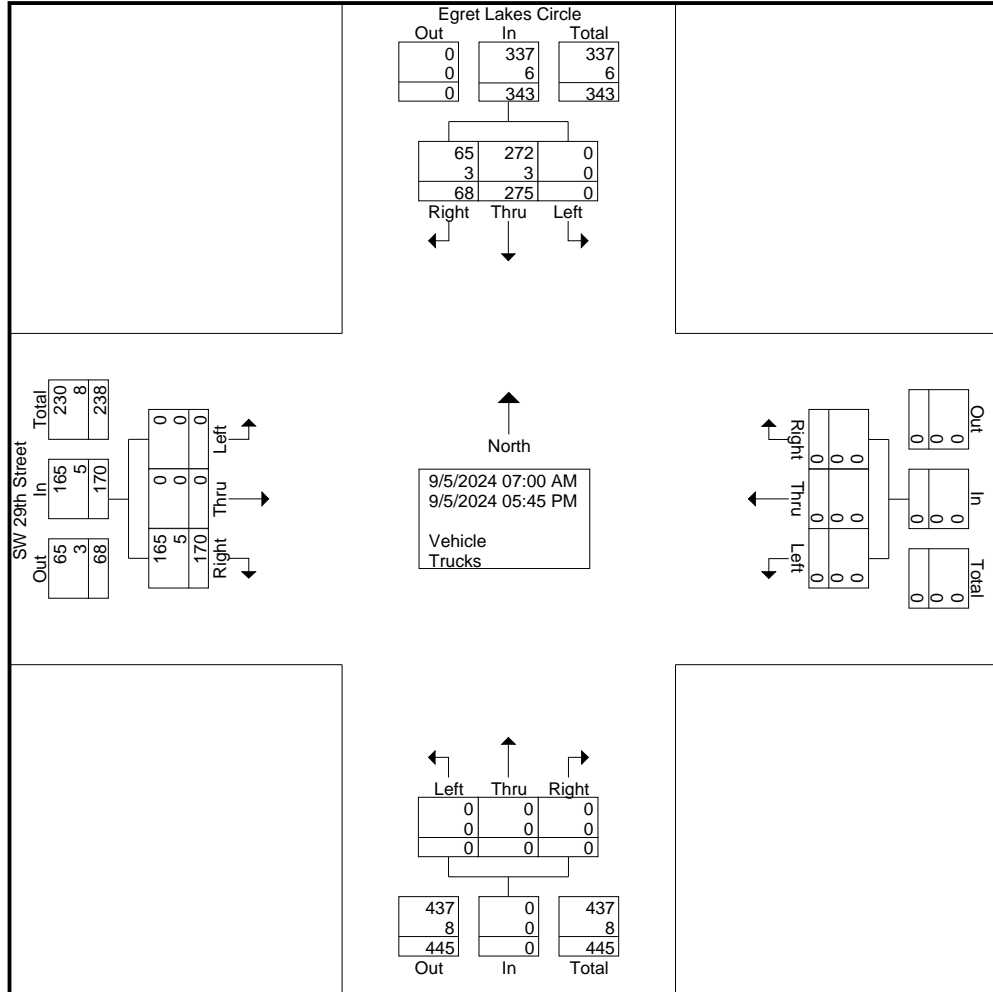 Egret Lakes Circle
Out In Total
0 337 337
0 6 6
0 343 343
65 272 0
3 3 0
68 275 0
Right Thru Left
SW 29th Street
Total
230
8
238
In
165
5
170
Out
65
3
68
Left
0
0
0
Thru
0
0
0
Right
165
5
170
North
9/5/2024 07:00 AM
9/5/2024 05:45 PM
Vehicle
Trucks
Right
0
0
0
Thru
0
0
0
Left
0
0
0
Out
0
0
0
In
0
0
0
Total
0
0
0
Left Thru Right
0 0 0
0 0 0
0 0 0
437 0 437
8 0 8
445 0 445
Out In Total